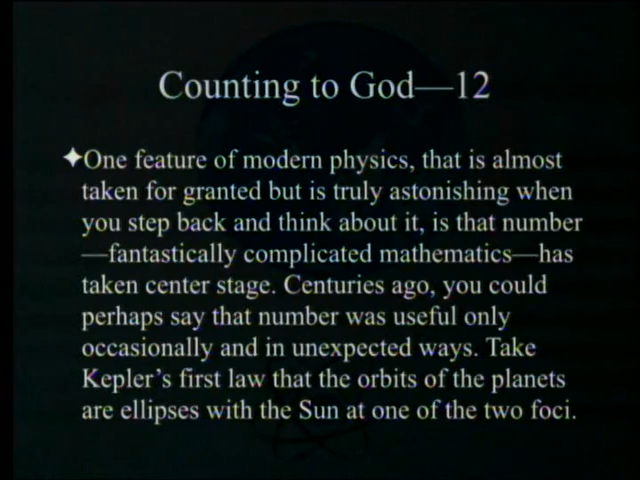 Counting to God—12
✦One feature of modern physics, that is almost
taken for granted but is truly astonishing when
you step back and think about it, is that number
—fantastically complicated mathematics—has
taken center stage. Centuries ago, you could
perhaps say that number was useful only
occasionally and in unexpected ways. Take
Kepler’s first law that the orbits of the planets
are ellipses with the Sun at one of the two foci.